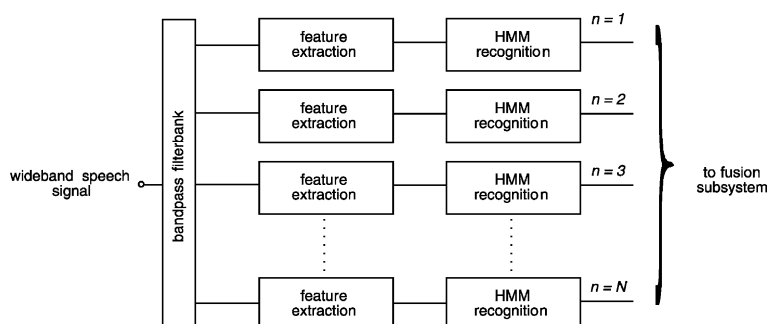 n = 1
feature
extraction
HMM
recognition
n = 2
feature
extraction
HMM
recognition
wideband speech
signal
bandpass filterbank
n = 3
feature
extraction
HMM
recognition
to fusion
subsystem
n = N
feature
extraction
HMM
recognition